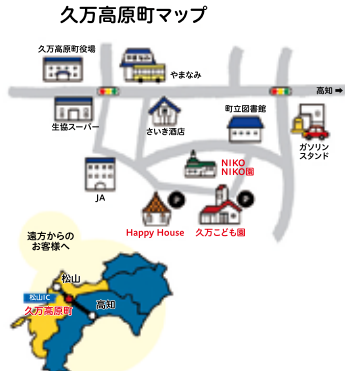 久万高原町マップ
久万高原町役場
やまなみ
高知
生協スーパー
さいき酒店
町立図書館
ガソリン
スタンド
JA
NIKO
NIKO園
P
P
Happy House
久万こども園
遠方からの
お客様へ
松山
松山IC
久万高原町
高知